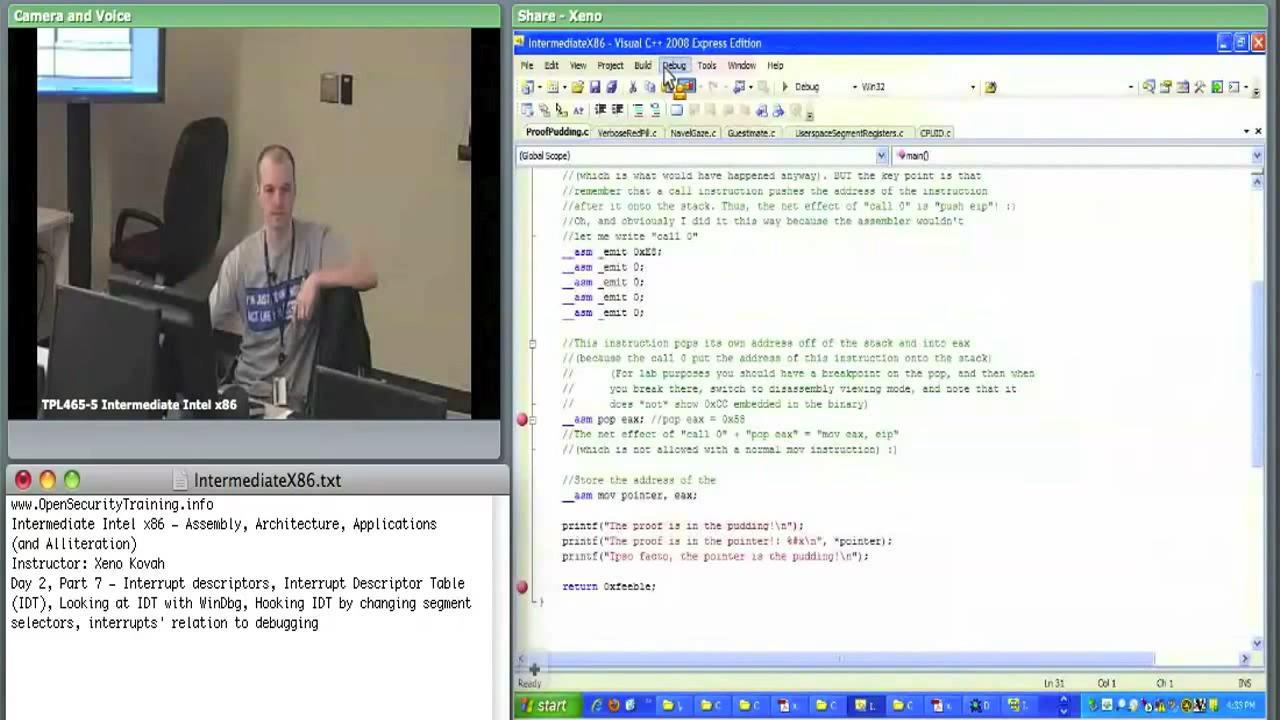 Camera and Voice
TPL465-5 Intermediate Intel x86
IntermediateX86.txt
www.OpenSecurityTraining.info
Intermediate Intel x86 – Assembly, Architecture, Applications
(and Alliteration)
Instructor: Xeno Kovah
Day 2, Part 7 – Interrupt descriptors, Interrupt Descriptor Table
(IDT), Looking at IDT with WinDbg, Hooking IDT by changing segment
selectors, interrupts' relation to debugging
Share - Xeno
IntermediateX86 - Visual C++ 2008 Express Edition
File Edit View Project Build Debug Tools Window Help
Debug Win32
ProofPudding.c VerboseRedPill.c NavelGaze.c Guestimate.c UserspaceSegmentRegisters.c CPUID.c
(Global Scope) main()
//(which is what would have happened anyway). BUT the key point is that
//remember that a call instruction pushes the address of the instruction
//after it onto the stack. Thus, the net effect of "call 0" is "push eip"! :)
//Oh, and obviously I did it this way because the assembler wouldn't
//let me write "call 0"
__asm _emit 0xE8;
__asm _emit 0;
__asm _emit 0;
__asm _emit 0;
__asm _emit 0;
//This instruction pops its own address off of the stack and into eax
//(because the call 0 put the address of this instruction onto the stack)
// (For lab purposes you should have a breakpoint on the pop, and then when
// you break there, switch to disassembly viewing mode, and note that it
// does *not* show 0xCC embedded in the binary)
__asm pop eax; //pop eax = 0x58
//The net effect of "call 0" + "pop eax" = "mov eax, eip"
//(which is not allowed with a normal mov instruction) :)
//Store the address of the
__asm mov pointer, eax;
printf("The proof is in the pudding!\n");
printf("The proof is in the pointer!: %#x\n", *pointer);
printf("Ipso facto, the pointer is the pudding!\n");
return 0xfeeb1e;
}
Ready Ln 31 Col 1 Ch 1 INS
start 4:33 PM